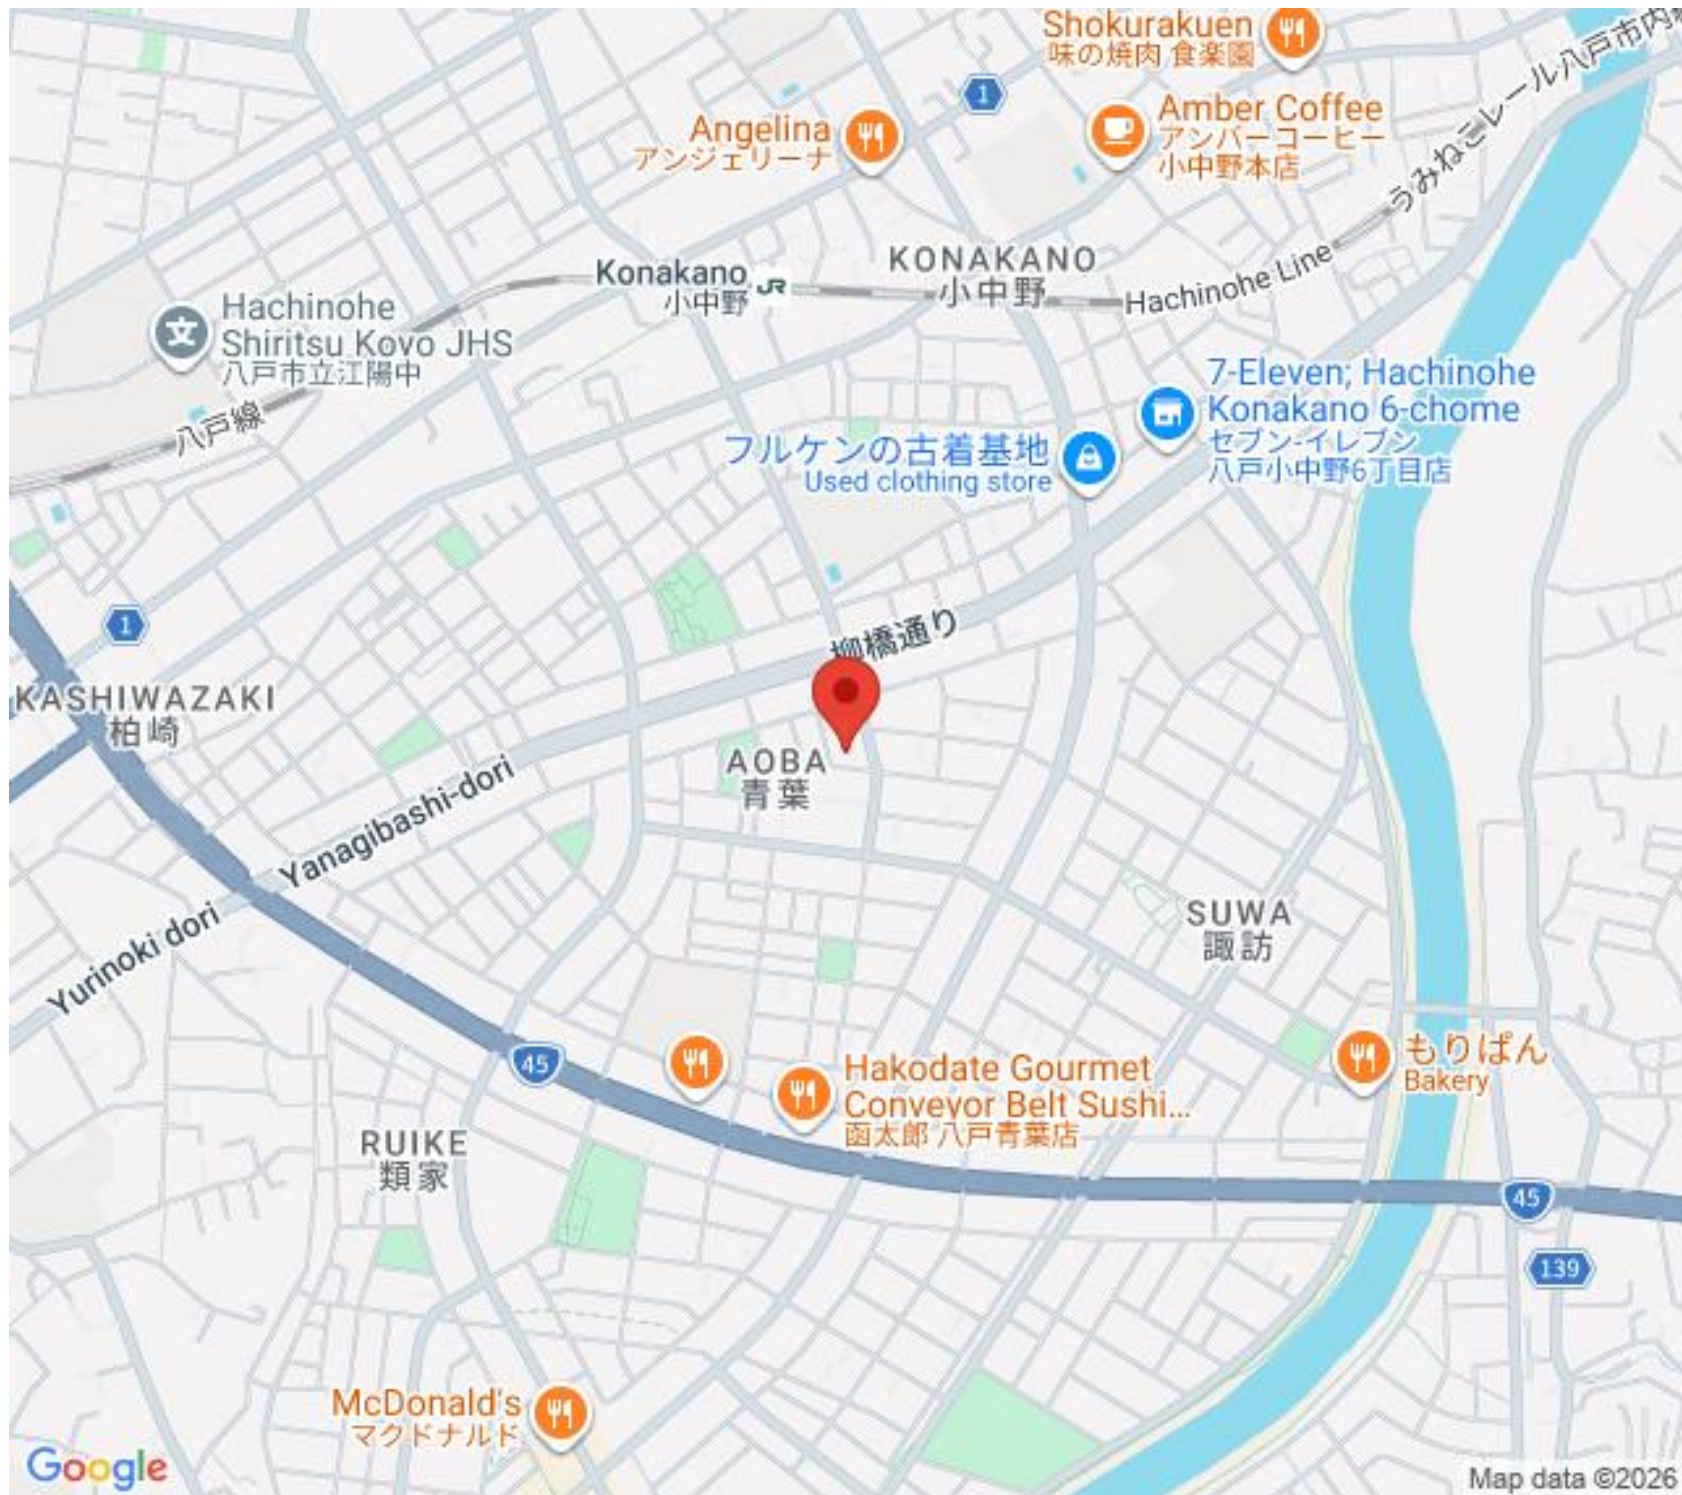 Shokurakuen
味の焼肉 食楽園
1
Angelina
アンジェリーナ
Amber Coffee
アンバーコーヒー
小中野本店
うみねこレール八戸市内線
Konakano
小中野
JR
KONAKANO
小中野
Hachinohe Line
Hachinohe
Shiritsu Koyo JHS
八戸市立江陽中
文
八戸線
7-Eleven; Hachinohe
Konakano 6-chome
セブン-イレブン
八戸小中野6丁目店
フルケンの古着基地
Used clothing store
1
柳橋通り
KASHIWAZAKI
柏崎
AOBA
青葉
Yanagibashi-dori
Yurinoki dori
SUWA
諏訪
45
Hakodate Gourmet
Conveyor Belt Sushi...
函太郎 八戸青葉店
もりぱん
Bakery
RUIKE
類家
45
139
McDonald's
マクドナルド
Google
Map data ©2026